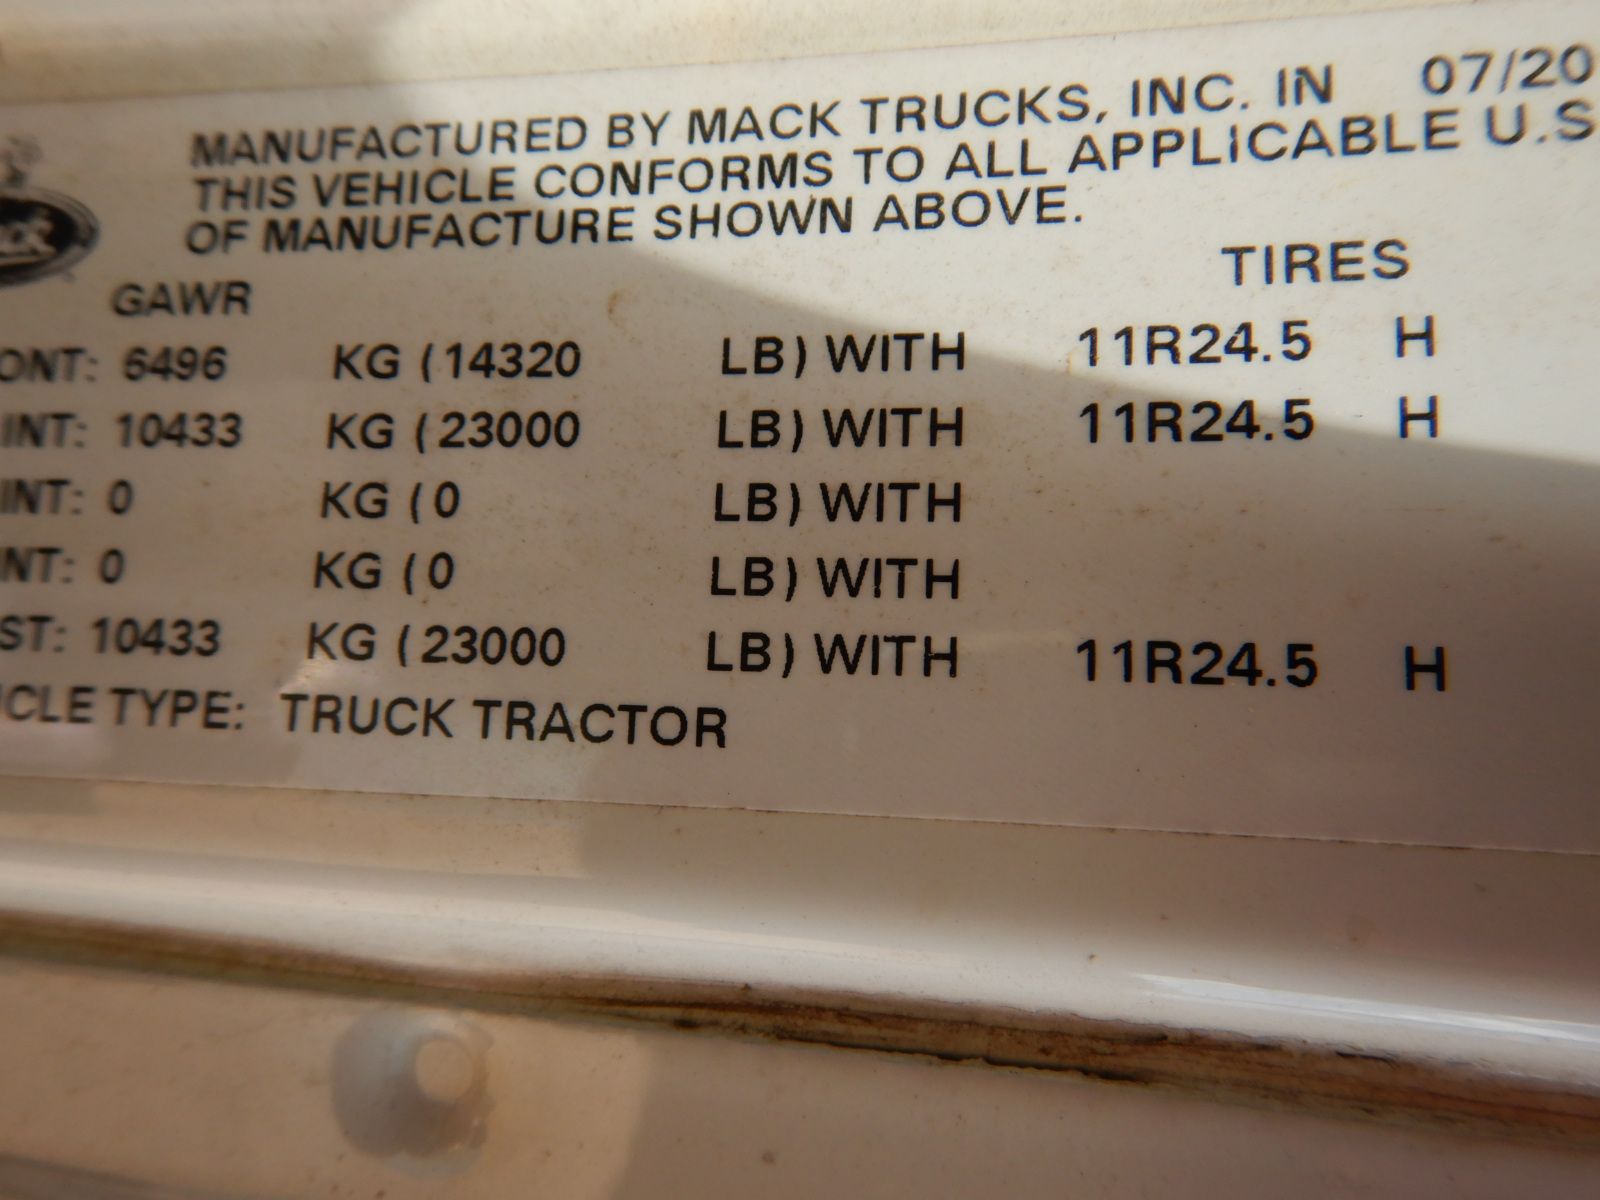 MANUFACTURED BY MACK TRUCKS, INC. IN 07/20
THIS VEHICLE CONFORMS TO ALL APPLICABLE U.S
OF MANUFACTURE SHOWN ABOVE.
GAWR TIRES
ONT: 6496 KG (14320 LB) WITH 11R24.5 H
INT: 10433 KG (23000 LB) WITH 11R24.5 H
INT: 0 KG (0 LB) WITH
NT: 0 KG (0 LB) WITH
ST: 10433 KG (23000 LB) WITH 11R24.5 H
ICLE TYPE: TRUCK TRACTOR